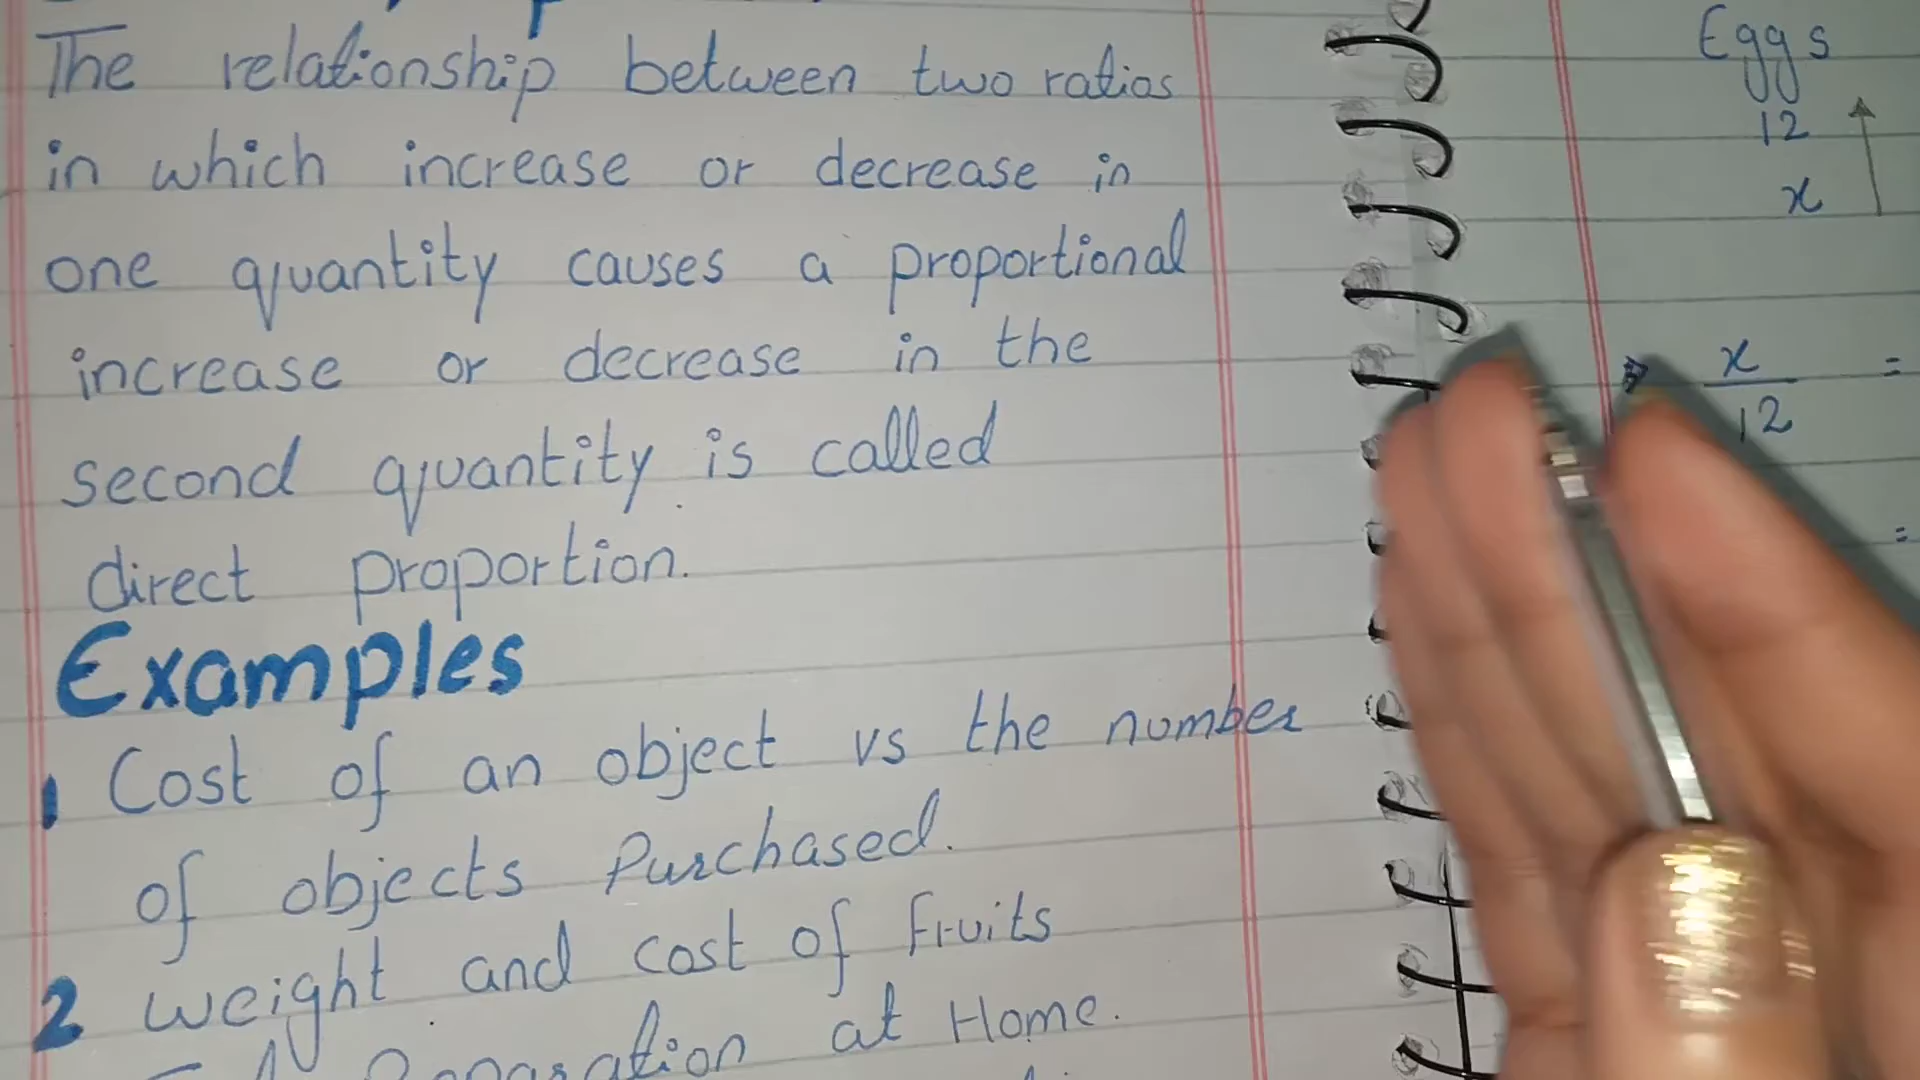 The relationship between two ratios
in which increase or decrease in
one quantity causes a proportional
increase or decrease in the
second quantity is called
direct proportion.
Examples
1 Cost of an object vs the number
of objects Purchased.
2 weight and cost of fruits
at Home.
Eggs
12
x
x
12
=
=